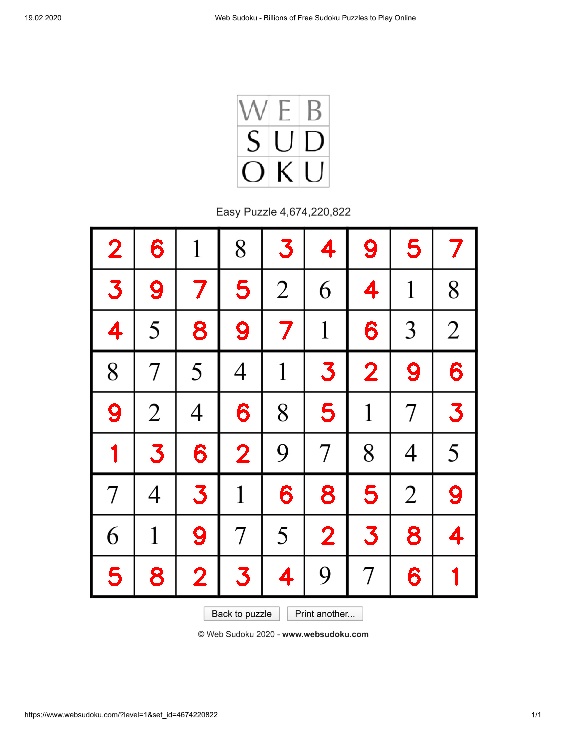 19.02.2020 Web Sudoku - Billions of Free Sudoku Puzzles to Play Online
W E B
S U D
O K U
Easy Puzzle 4,674,220,822
2 6 1 8 3 4 9 5 7
3 9 7 5 2 6 4 1 8
4 5 8 9 7 1 6 3 2
8 7 5 4 1 3 2 9 6
9 2 4 6 8 5 1 7 3
1 3 6 2 9 7 8 4 5
7 4 3 1 6 8 5 2 9
6 1 9 7 5 2 3 8 4
5 8 2 3 4 9 7 6 1
Back to puzzle Print another...
© Web Sudoku 2020 - www.websudoku.com
https://www.websudoku.com/?level=1&set_id=4674220822 1/1